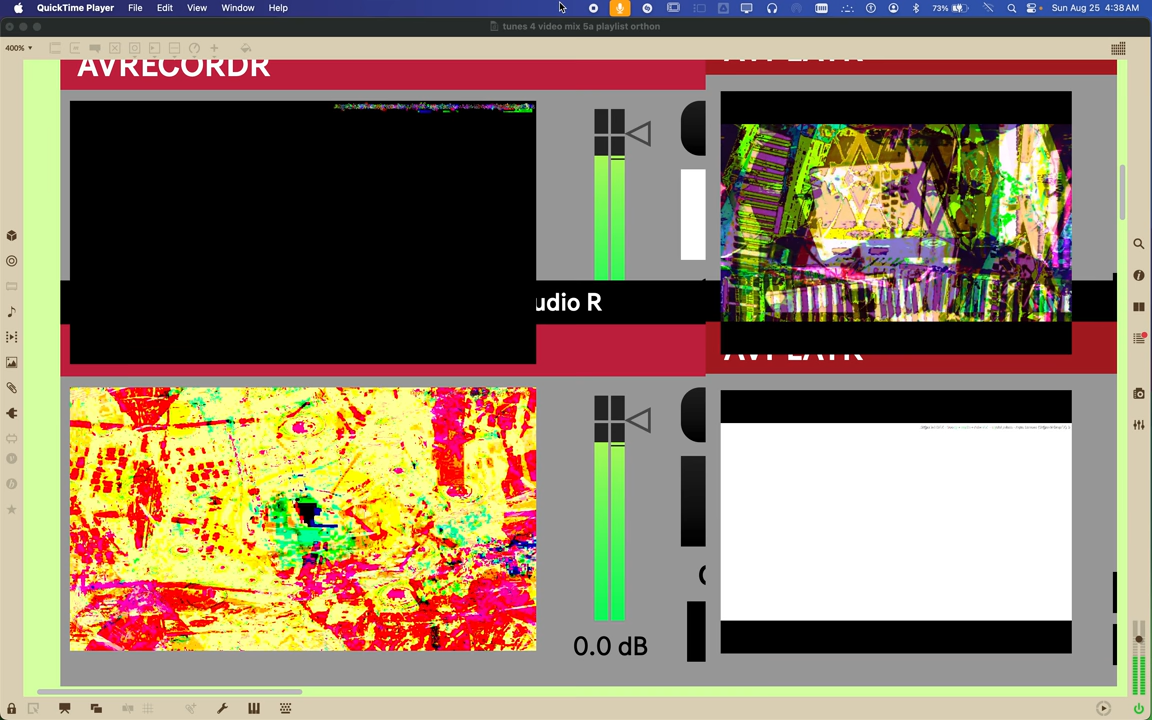 QuickTime Player File Edit View Window Help
73% Sun Aug 25 4:38 AM
tunes 4 video mix 5a playlist orthon
400%
AVRECORDR
udio R
AVPLAYR
0.0 dB